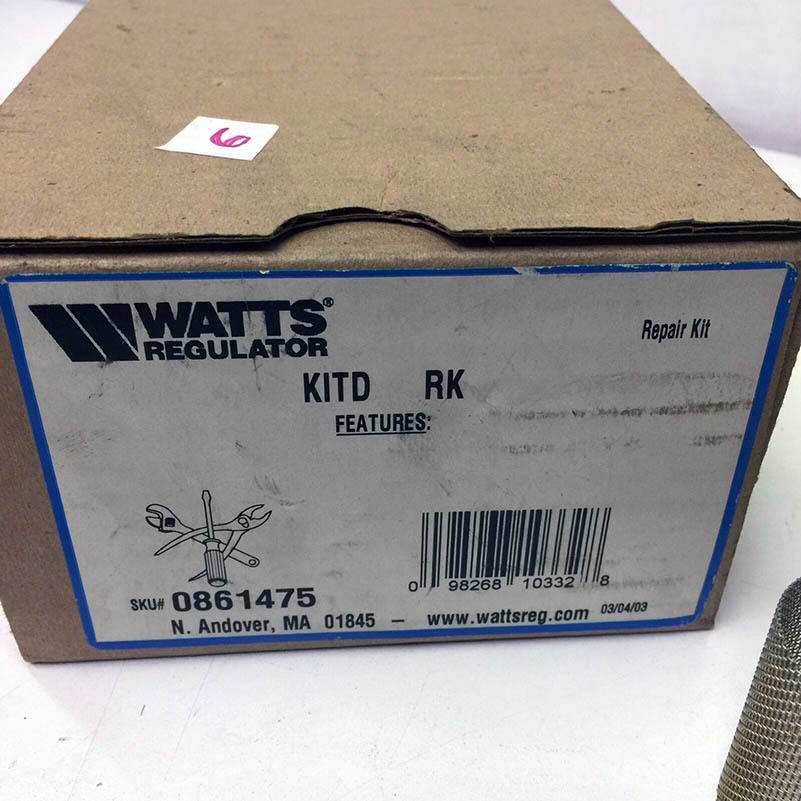 6
WATTS®
REGULATOR
Repair Kit
KITD RK
FEATURES:
0 98268 10332 8
SKU# 0861475
N. Andover, MA 01845 – www.wattsreg.com 03/04/03